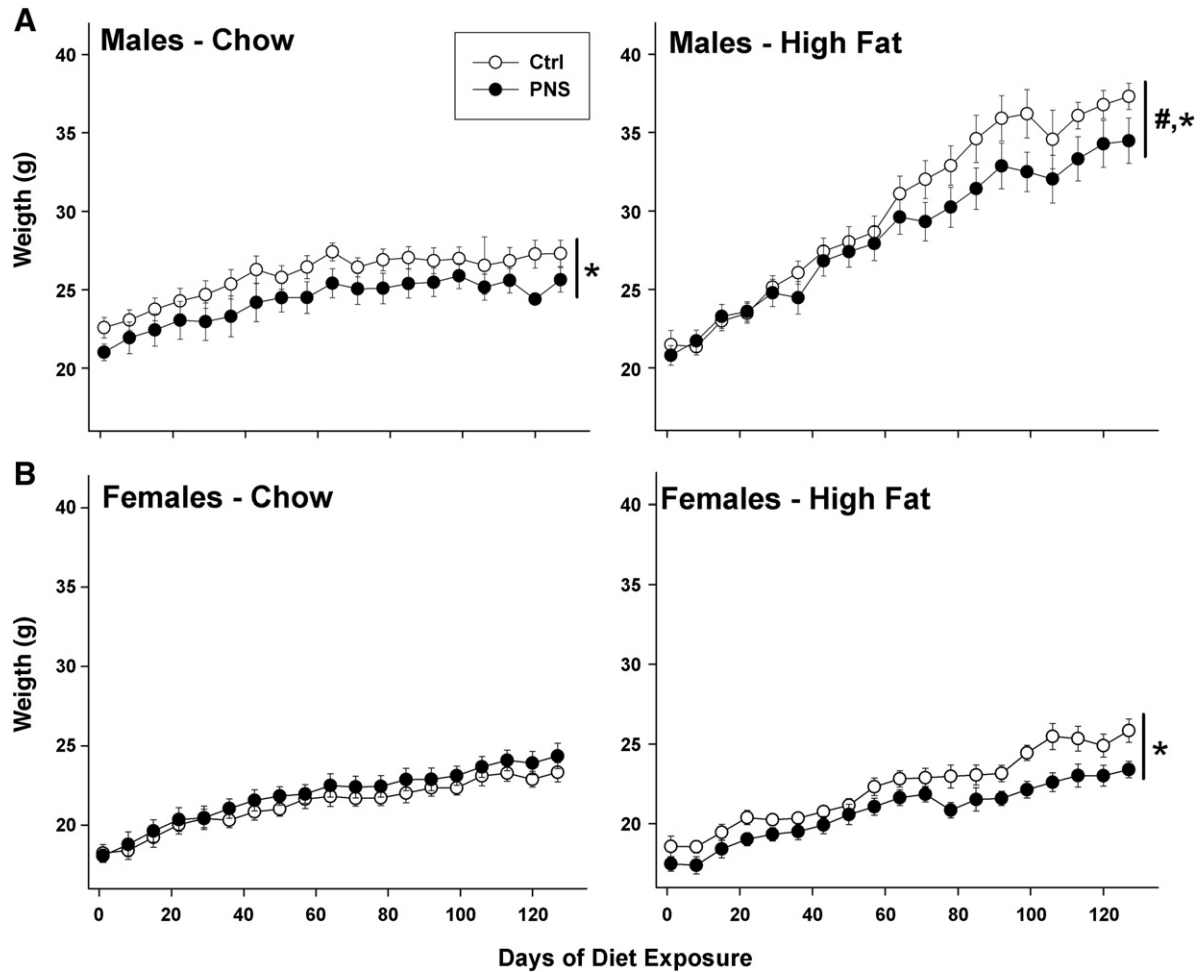 A
Males - Chow
Ctrl
PNS
Males - High Fat
Weigth (g)
40
35
30
25
20
*
40
35
30
25
20
#,*
B
Females - Chow
Females - High Fat
Weigth (g)
40
35
30
25
20
0 20 40 60 80 100 120
40
35
30
25
20
*
0 20 40 60 80 100 120
Days of Diet Exposure